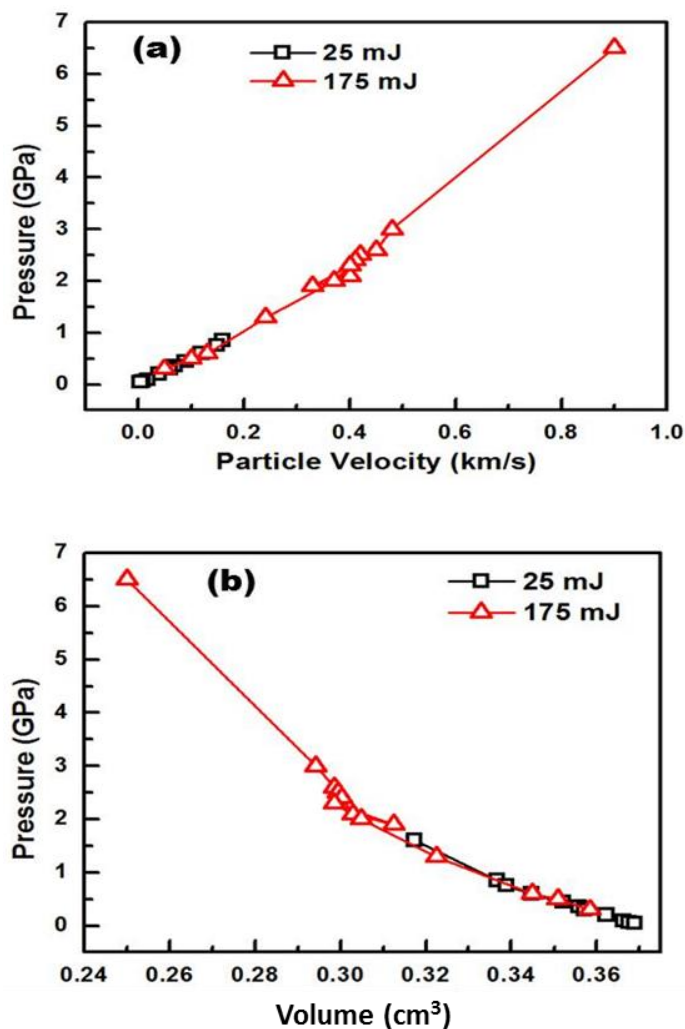 (a)
25 mJ
175 mJ
Pressure (GPa)
7
6
5
4
3
2
1
0
0.0 0.2 0.4 0.6 0.8 1.0
Particle Velocity (km/s)
(b)
25 mJ
175 mJ
Pressure (GPa)
7
6
5
4
3
2
1
0
0.24 0.26 0.28 0.30 0.32 0.34 0.36
Volume (cm³)